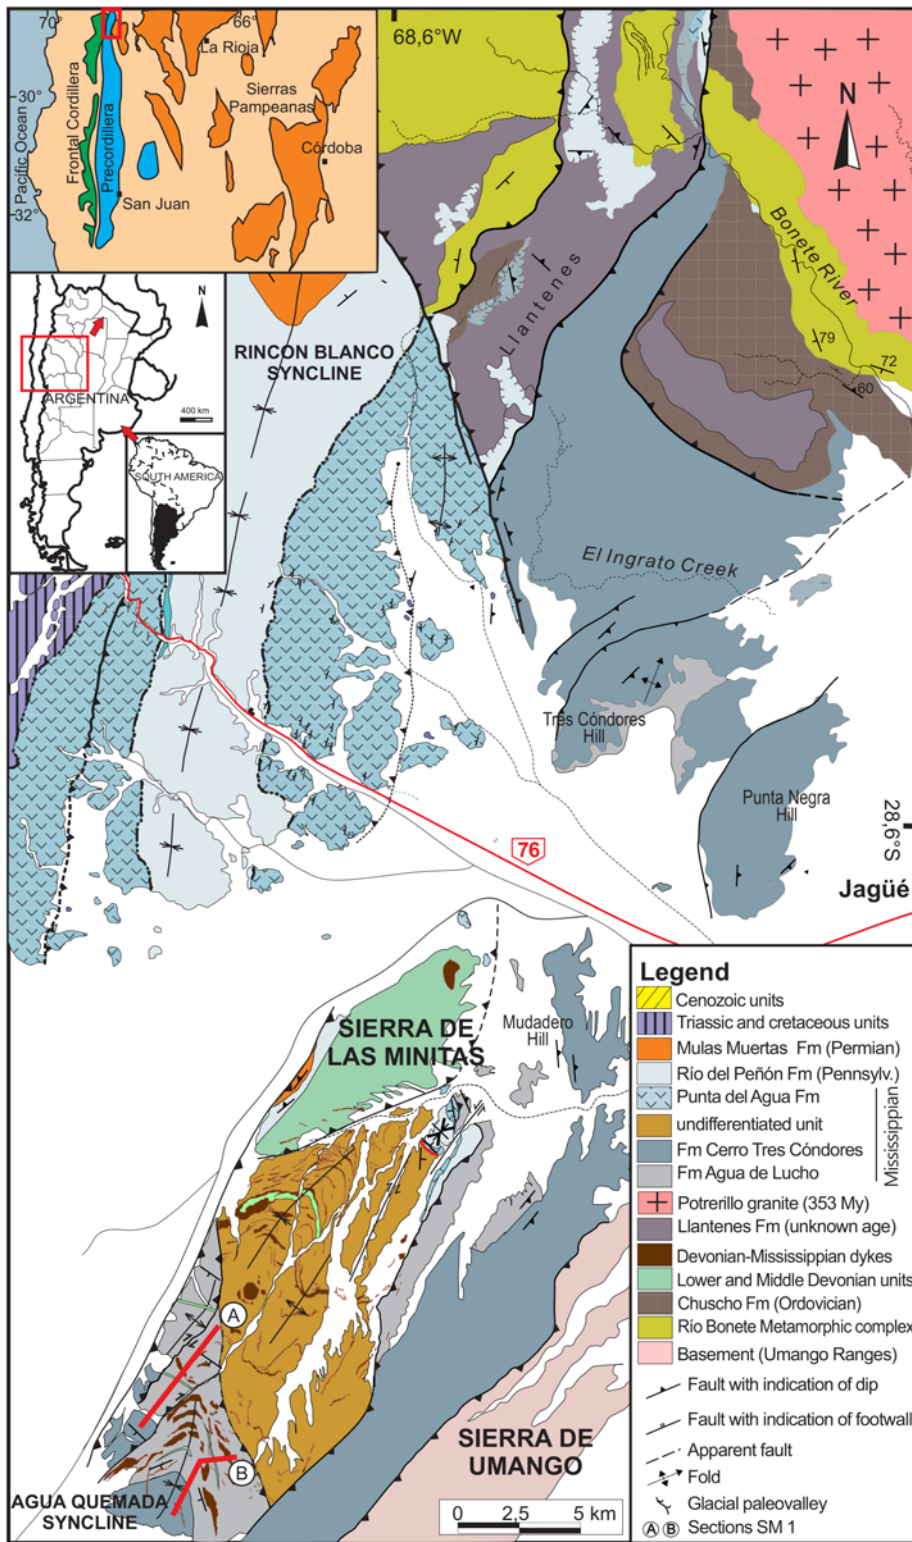 70°
66°
La Rioja
Sierras
Pampeanas
30°
Córdoba
Pacific Ocean
Frontal Cordillera
Precordillera
San Juan
32°
68,6°W
N
Bonete River
79
72
60
Llantenes
N
ARGENTINA
400 km
SOUTH AMERICA
RINCON BLANCO
SYNCLINE
El Ingrato Creek
Tres Cóndores
Hill
Punta Negra
Hill
28,6°S
76
Jagüé
SIERRA DE
LAS MINITAS
Mudadero
Hill
A
B
SIERRA DE
UMANGO
AGUA QUEMADA
SYNCLINE
0 2,5 5 km
Legend
Cenozoic units
Triassic and cretaceous units
Mulas Muertas Fm (Permian)
Río del Peñón Fm (Pennsylv.)
Punta del Agua Fm
undifferentiated unit
Fm Cerro Tres Cóndores
Fm Agua de Lucho
Mississippian
Potrerillo granite (353 My)
Llantenes Fm (unknown age)
Devonian-Mississippian dykes
Lower and Middle Devonian units
Chuscho Fm (Ordovician)
Río Bonete Metamorphic complex
Basement (Umango Ranges)
Fault with indication of dip
Fault with indication of footwall
Apparent fault
Fold
Glacial paleovalley
A B Sections SM 1